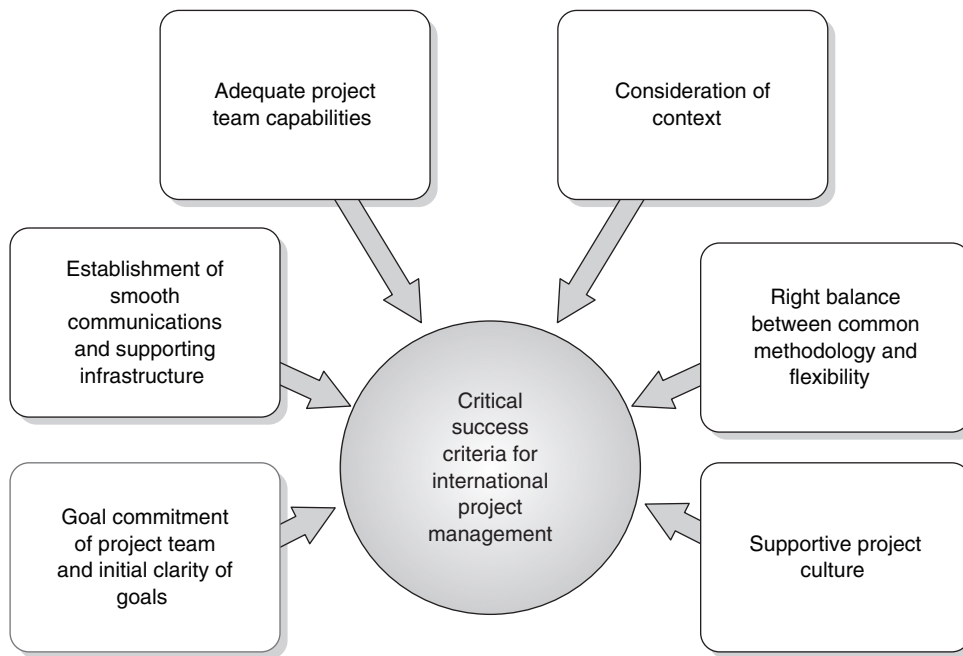 Adequate project
team capabilities
Consideration of
context
Establishment of
smooth
communications
and supporting
infrastructure
Right balance
between common
methodology and
flexibility
Critical
success
criteria for
international
project
management
Goal commitment
of project team
and initial clarity of
goals
Supportive project
culture